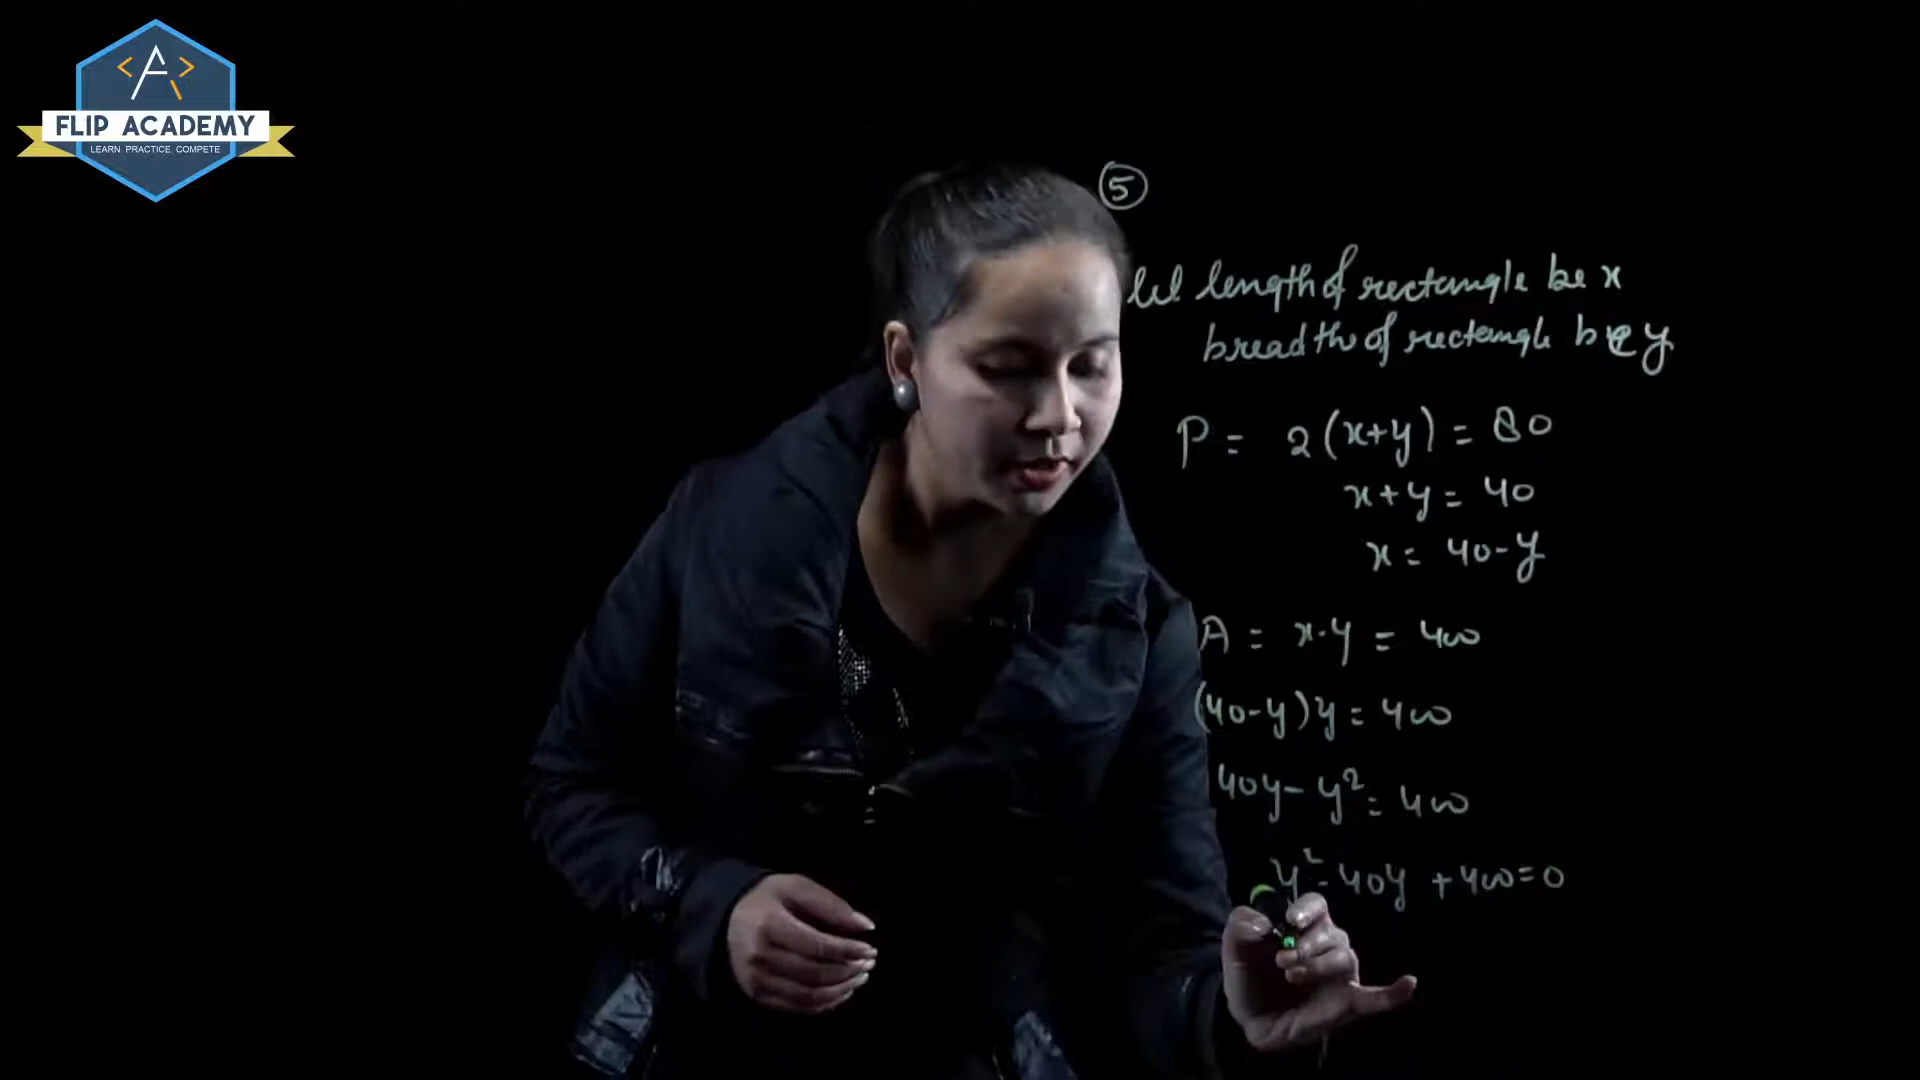 FLIP ACADEMY
LEARN PRACTICE COMPETE
5
let length of rectangle be x
breadth of rectangle be y
P = 2(x+y) = 80
x+y = 40
x = 40-y
A = x.y = 400
(40-y)y = 400
40y - y² = 400
y² - 40y + 400 = 0